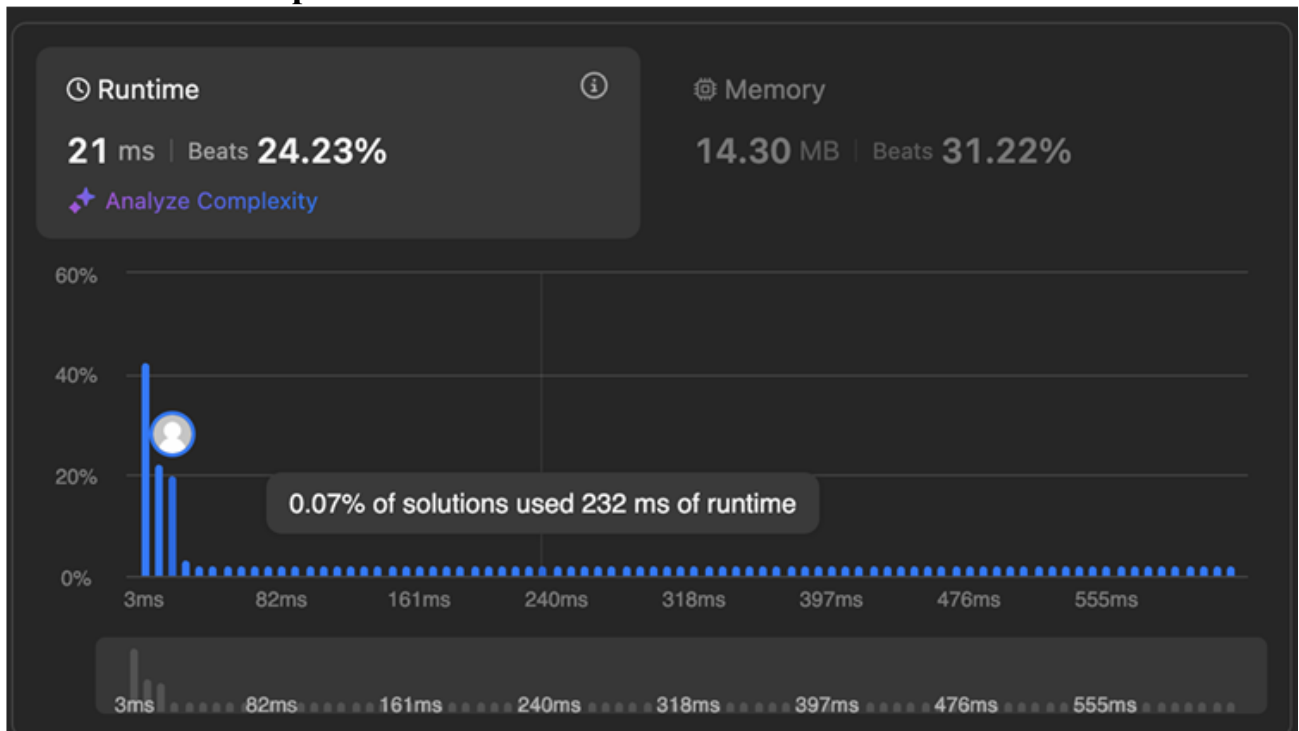 Runtime
21 ms | Beats 24.23%
Analyze Complexity
Memory
14.30 MB | Beats 31.22%
60%
40%
20%
0%
0.07% of solutions used 232 ms of runtime
3ms 82ms 161ms 240ms 318ms 397ms 476ms 555ms
3ms 82ms 161ms 240ms 318ms 397ms 476ms 555ms